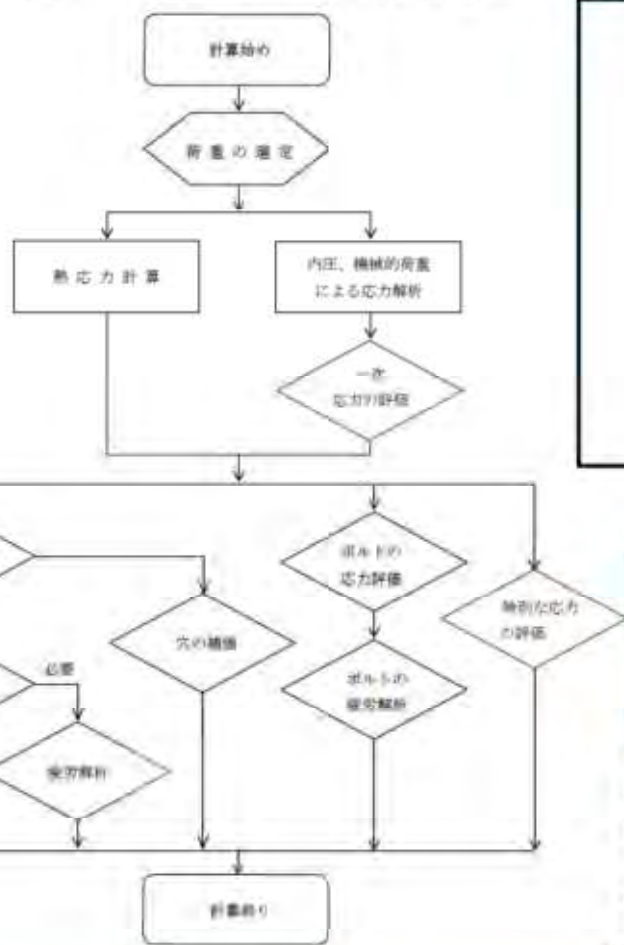 計算始め
荷重の選定
熱応力計算
内圧、機械的荷重
による応力解析
一次
応力の評価
ボルトの
応力評価
特別な応力
の評価
穴の補強
必要
ボルトの
疲労解析
疲労解析
計算終り